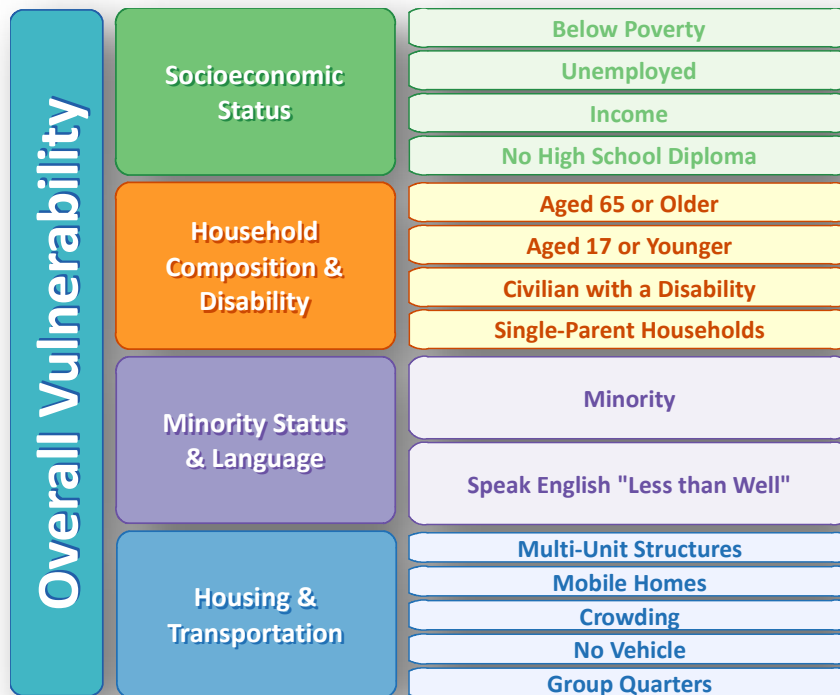 Overall Vulnerability
Socioeconomic
Status
Below Poverty
Unemployed
Income
No High School Diploma
Household
Composition &
Disability
Aged 65 or Older
Aged 17 or Younger
Civilian with a Disability
Single-Parent Households
Minority Status
& Language
Minority
Speak English "Less than Well"
Housing &
Transportation
Multi-Unit Structures
Mobile Homes
Crowding
No Vehicle
Group Quarters